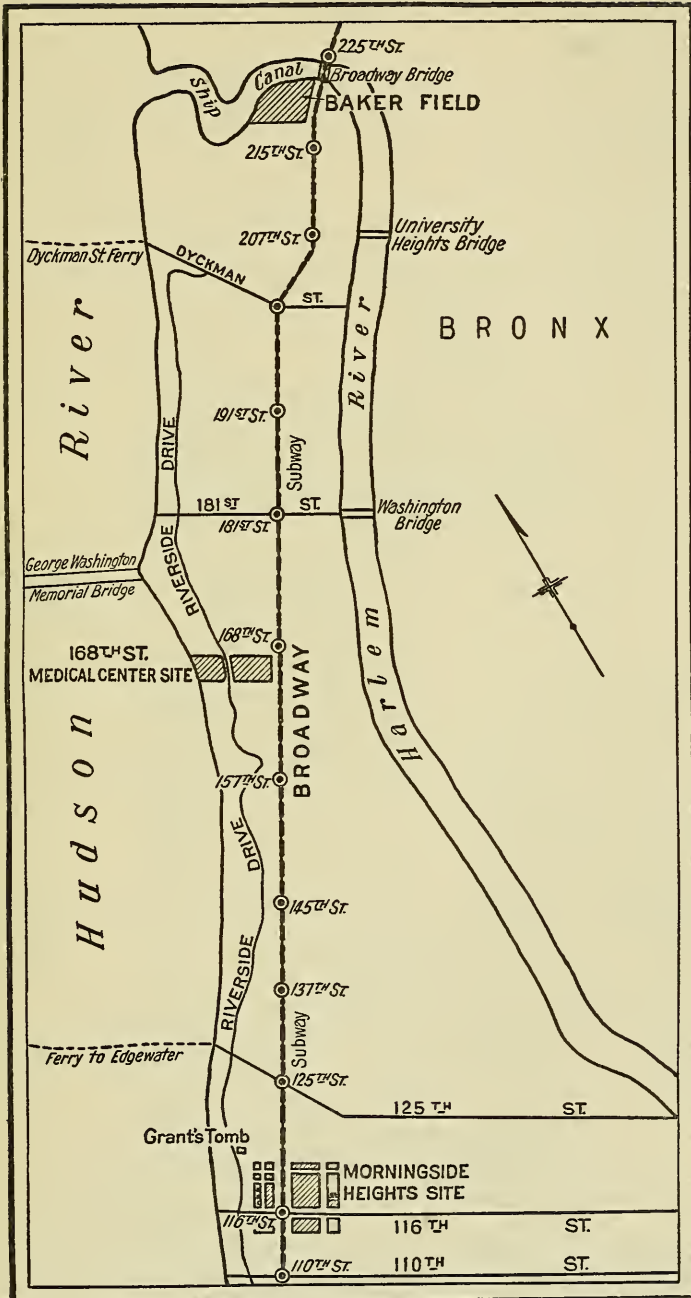 225TH ST.
Ship Canal
Broadway Bridge
BAKER FIELD
215TH ST.
207TH ST.
University
Heights Bridge
Dyckman St. Ferry
DYCKMAN ST.
BRONX
191ST ST.
Subway
DRIVE
181ST ST.
181ST ST.
Washington
Bridge
George Washington
Memorial Bridge
RIVERSIDE
168TH ST.
168TH ST.
MEDICAL CENTER SITE
BROADWAY
Hudson River
Harlem River
157TH ST.
DRIVE
145TH ST.
137TH ST.
RIVERSIDE
Subway
Ferry to Edgewater
125TH ST.
125TH ST.
Grant's Tomb
MORNINGSIDE
HEIGHTS SITE
116TH ST.
116TH ST.
110TH ST.
110TH ST.